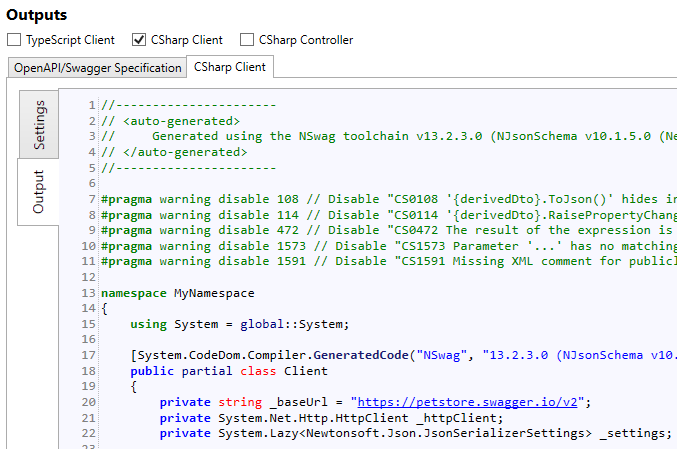 Outputs
TypeScript Client CSharp Client CSharp Controller
OpenAPI/Swagger Specification CSharp Client
Settings
Output
1 //----------------------
2 // <auto-generated>
3 //     Generated using the NSwag toolchain v13.2.3.0 (NJsonSchema v10.1.5.0 (Ne
4 // </auto-generated>
5 //----------------------
6
7 #pragma warning disable 108 // Disable "CS0108 '{derivedDto}.ToJson()' hides in
8 #pragma warning disable 114 // Disable "CS0114 '{derivedDto}.RaisePropertyChang
9 #pragma warning disable 472 // Disable "CS0472 The result of the expression is
10 #pragma warning disable 1573 // Disable "CS1573 Parameter '...' has no matching
11 #pragma warning disable 1591 // Disable "CS1591 Missing XML comment for publicl
12
13 namespace MyNamespace
14 {
15     using System = global::System;
16
17     [System.CodeDom.Compiler.GeneratedCode("NSwag", "13.2.3.0 (NJsonSchema v10.
18     public partial class Client
19     {
20         private string _baseUrl = "https://petstore.swagger.io/v2";
21         private System.Net.Http.HttpClient _httpClient;
22         private System.Lazy<Newtonsoft.Json.JsonSerializerSettings> _settings;